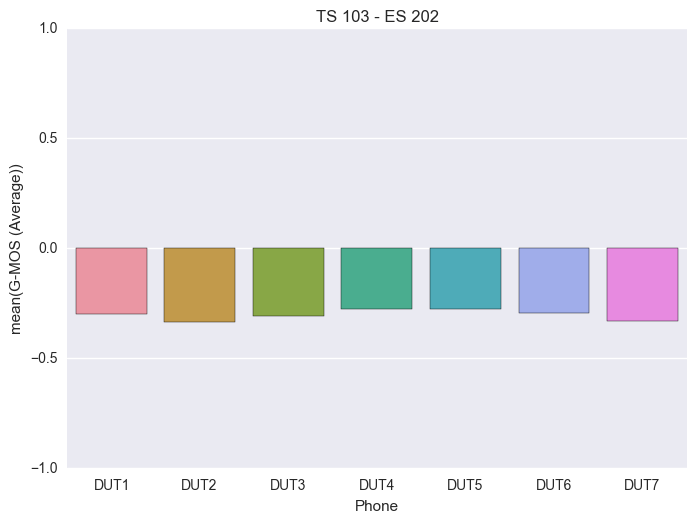 TS 103 - ES 202
1.0
0.5
0.0
−0.5
−1.0
mean(G-MOS (Average))
DUT1 DUT2 DUT3 DUT4 DUT5 DUT6 DUT7
Phone